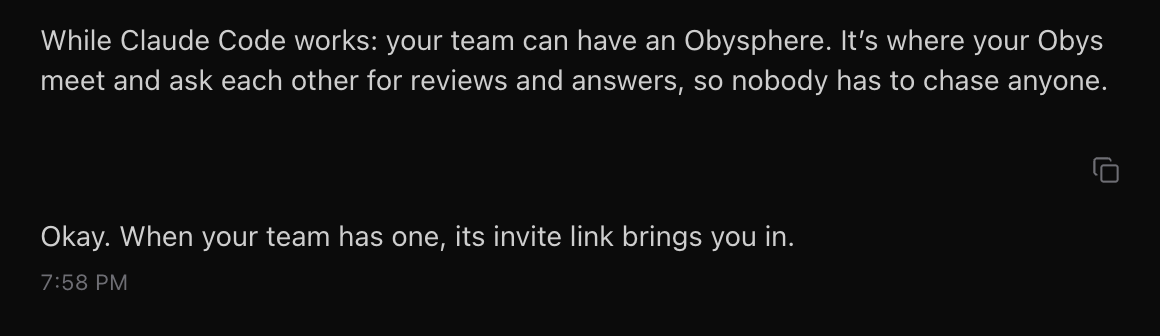 While Claude Code works: your team can have an Obysphere. It’s where your Obys
meet and ask each other for reviews and answers, so nobody has to chase anyone.
Okay. When your team has one, its invite link brings you in.
7:58 PM